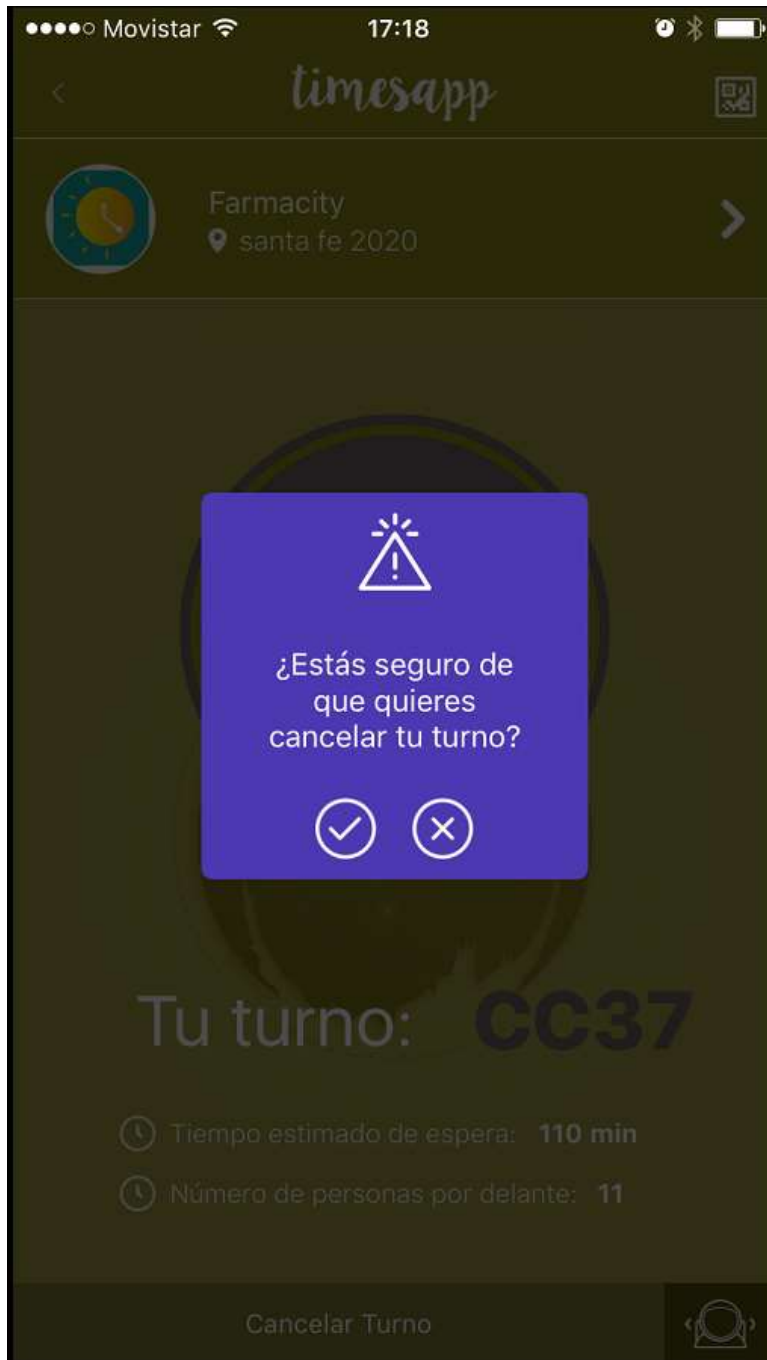 Movistar 17:18
timesapp
Farmacity
santa fe 2020
¿Estás seguro de
que quieres
cancelar tu turno?
Tu turno: CC37
Tiempo estimado de espera: 110 min
Número de personas por delante: 11
Cancelar Turno